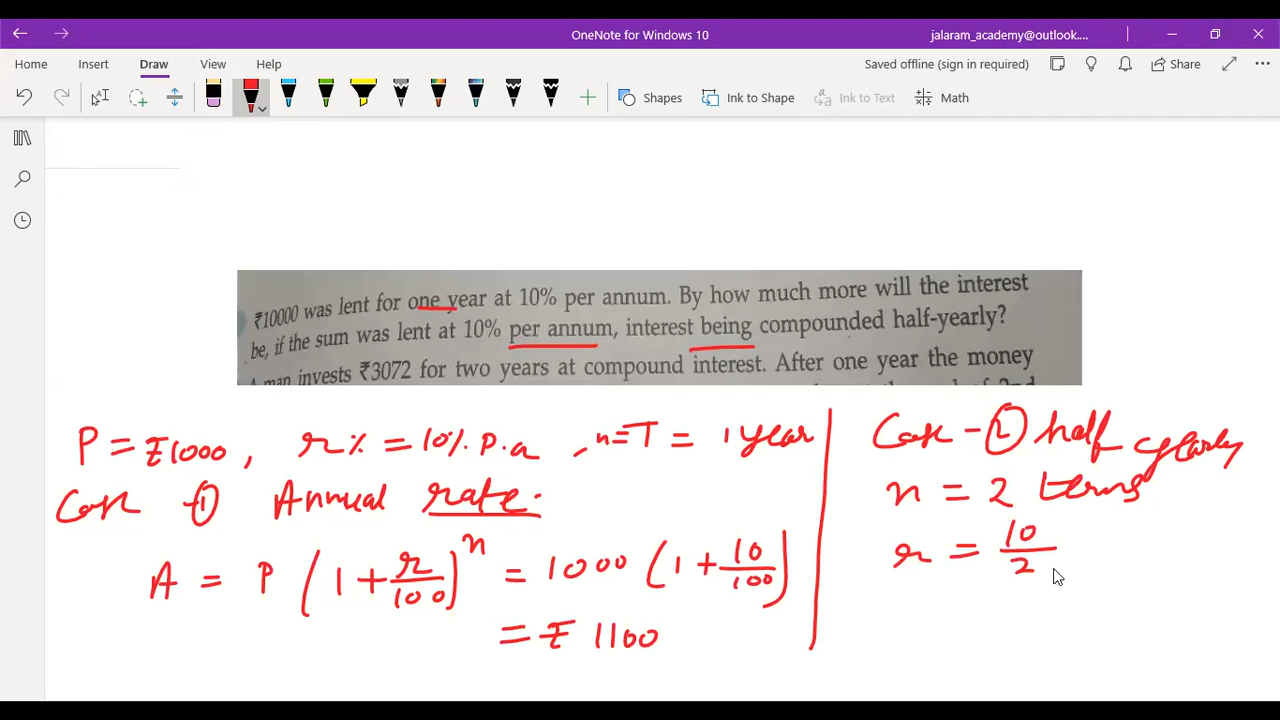 OneNote for Windows 10
jalaram_academy@outlook....
Home Insert Draw View Help
Saved offline (sign in required) Share
Shapes Ink to Shape Ink to Text Math
₹10000 was lent for one year at 10% per annum. By how much more will the interest
be, if the sum was lent at 10% per annum, interest being compounded half-yearly?
A man invests ₹3072 for two years at compound interest. After one year the money
P = ₹1000, r% = 10% p.a, n=T = 1 year
Case ① Annual rate.
A = P (1 + r/100)^n = 1000 (1 + 10/100)
= ₹ 1100
Case - ② half yearly
n = 2 terms
r = 10/2